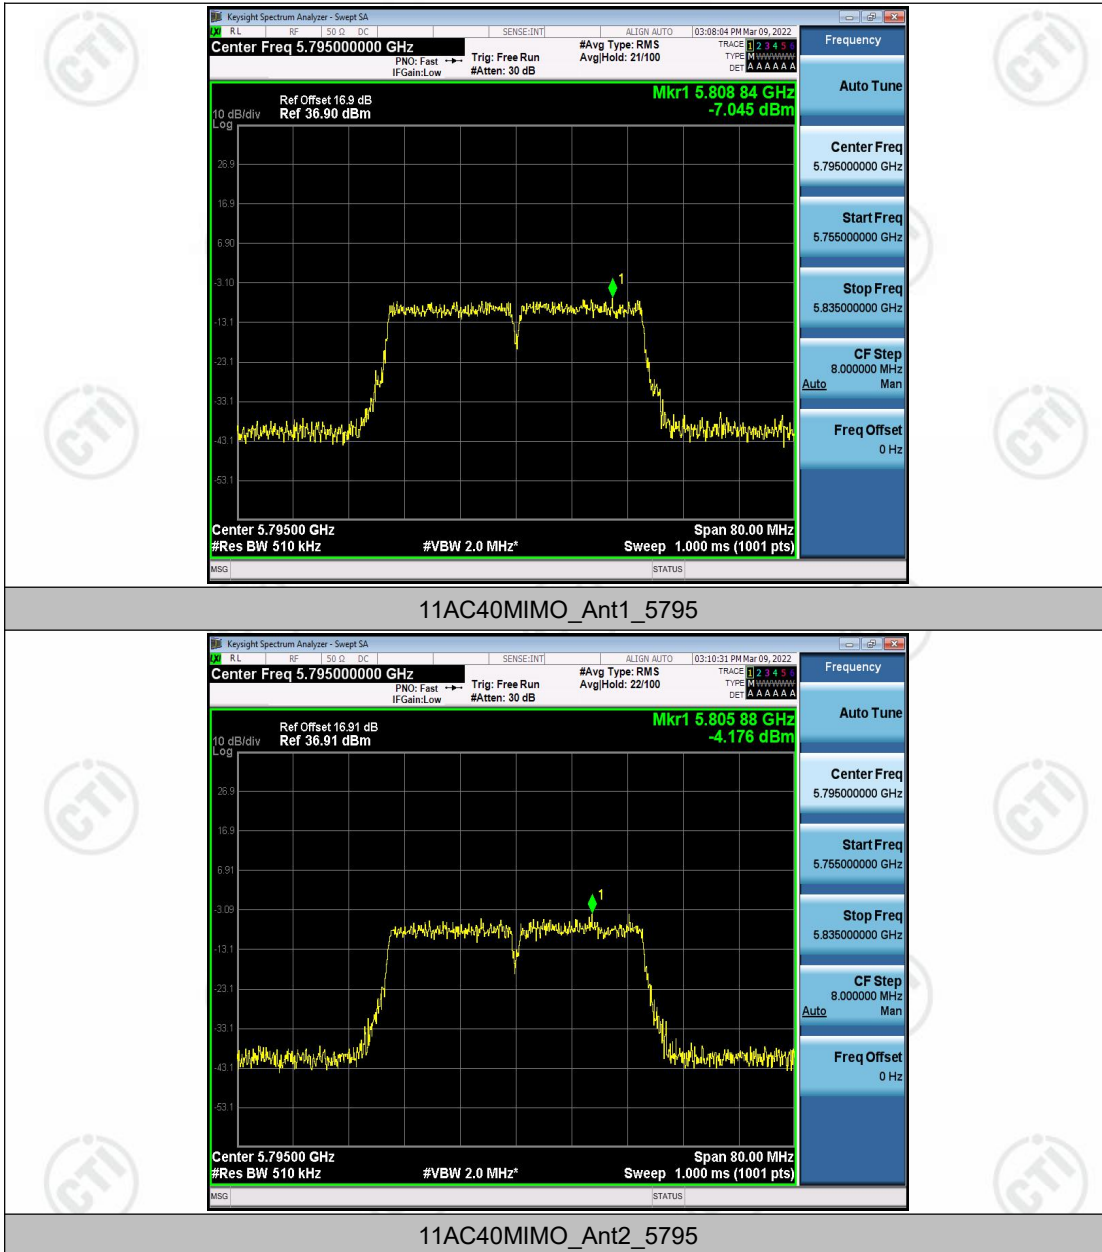 Keysight Spectrum Analyzer - Swept SA
LXI RL RF 50 Ω DC SENSE:INT ALIGN AUTO 03:08:04 PM Mar 09, 2022
Center Freq 5.795000000 GHz
PNO: Fast
IFGain:Low
Trig: Free Run
#Atten: 30 dB
#Avg Type: RMS
Avg|Hold: 21/100
TRACE 1 2 3 4 5 6
TYPE M WWWWW
DET A A A A A A
Ref Offset 16.9 dB
10 dB/div Ref 36.90 dBm
Log
Mkr1 5.808 84 GHz
-7.045 dBm
26.9
16.9
6.90
-3.10
-13.1
-23.1
-33.1
-43.1
-53.1
1
Center 5.79500 GHz Span 80.00 MHz
#Res BW 510 kHz #VBW 2.0 MHz* Sweep 1.000 ms (1001 pts)
MSG STATUS
Frequency
Auto Tune
Center Freq
5.795000000 GHz
Start Freq
5.755000000 GHz
Stop Freq
5.835000000 GHz
CF Step
8.000000 MHz
Auto Man
Freq Offset
0 Hz
11AC40MIMO_Ant1_5795
Keysight Spectrum Analyzer - Swept SA
LXI RL RF 50 Ω DC SENSE:INT ALIGN AUTO 03:10:31 PM Mar 09, 2022
Center Freq 5.795000000 GHz
PNO: Fast
IFGain:Low
Trig: Free Run
#Atten: 30 dB
#Avg Type: RMS
Avg|Hold: 22/100
TRACE 1 2 3 4 5 6
TYPE M WWWWW
DET A A A A A A
Ref Offset 16.91 dB
10 dB/div Ref 36.91 dBm
Log
Mkr1 5.805 88 GHz
-4.176 dBm
26.9
16.9
6.91
-3.09
-13.1
-23.1
-33.1
-43.1
-53.1
1
Center 5.79500 GHz Span 80.00 MHz
#Res BW 510 kHz #VBW 2.0 MHz* Sweep 1.000 ms (1001 pts)
MSG STATUS
Frequency
Auto Tune
Center Freq
5.795000000 GHz
Start Freq
5.755000000 GHz
Stop Freq
5.835000000 GHz
CF Step
8.000000 MHz
Auto Man
Freq Offset
0 Hz
11AC40MIMO_Ant2_5795
CTI
CTI
CTI
CTI
CTI
CTI
CTI
CTI